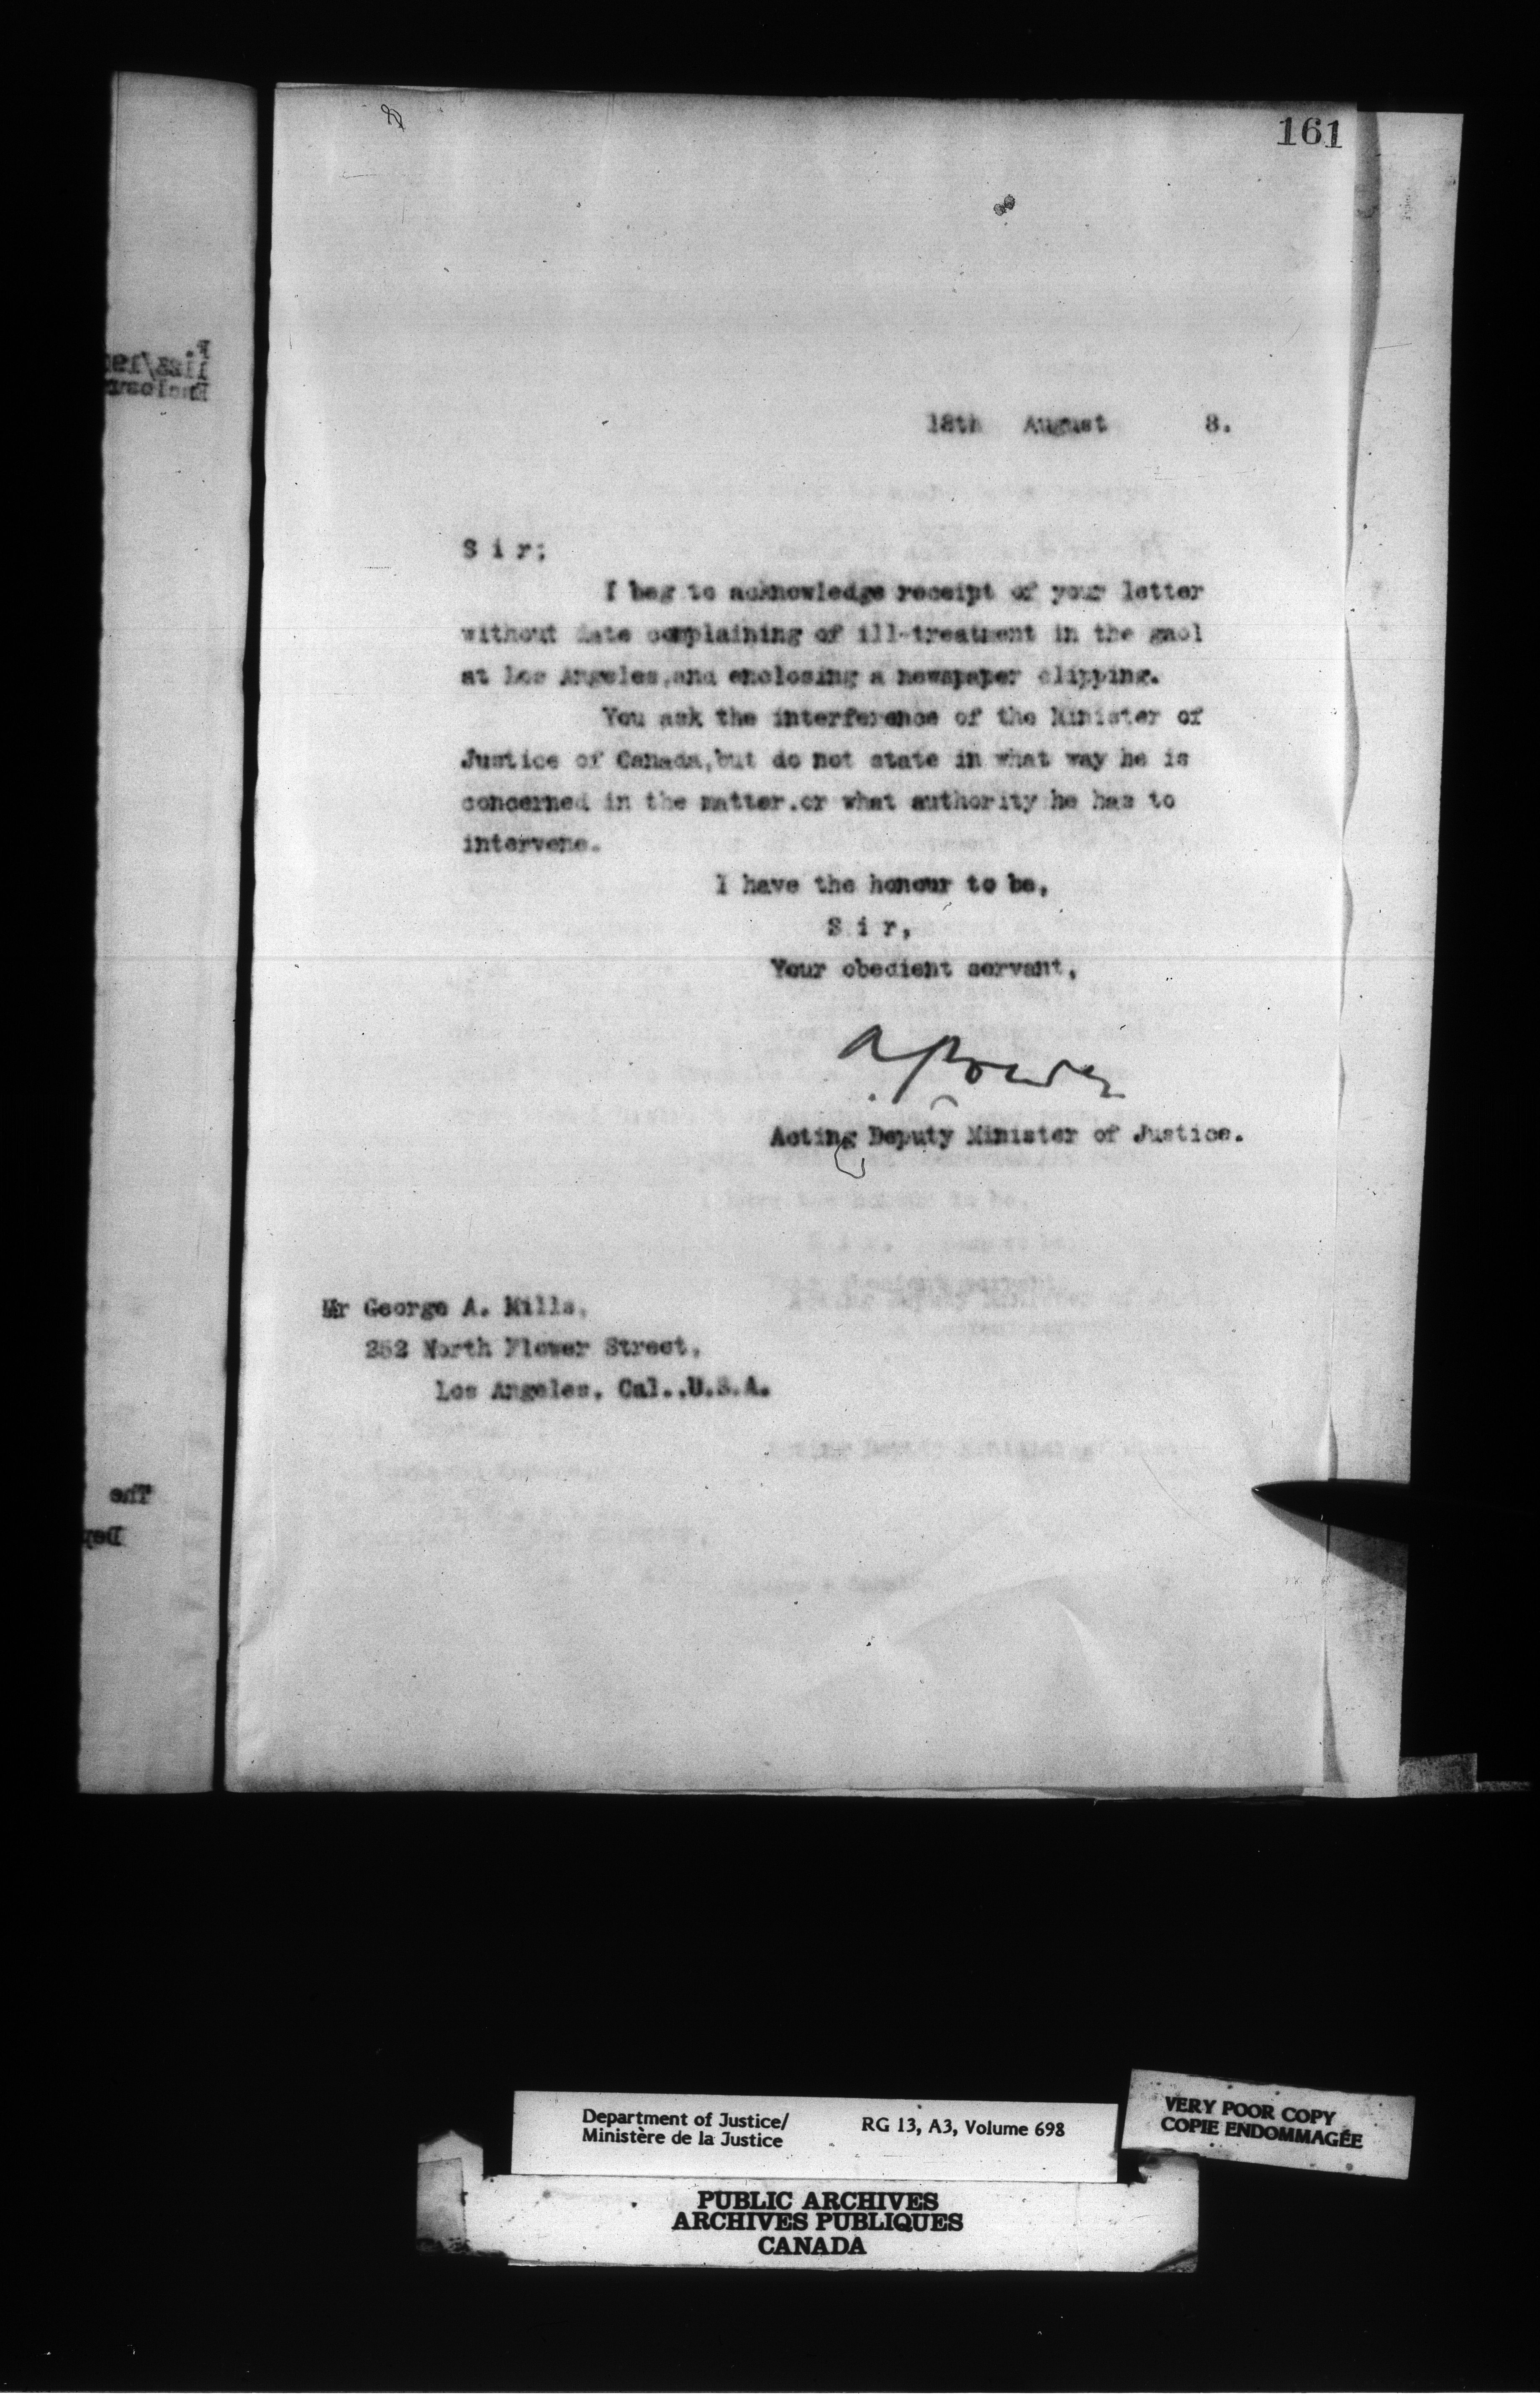 161
18th August 8.
S i r;
I beg to acknowledge receipt of your letter
without date complaining of ill-treatment in the gaol
at Los Angeles,and enclosing a newspaper clipping.
You ask the interference of the Minister of
Justice of Canada,but do not state in what way he is
concerned in the matter.or what authority he has to
intervene.
I have the honour to be,
S i r,
Your obedient servant,
A Power
Acting Deputy Minister of Justice.
Mr George A. Mills,
252 North Flower Street,
Los Angeles, Cal.,U.S.A.
The
Dep
Department of Justice/
Ministère de la Justice
RG 13, A3, Volume 698
VERY POOR COPY
COPIE ENDOMMAGÉE
PUBLIC ARCHIVES
ARCHIVES PUBLIQUES
CANADA